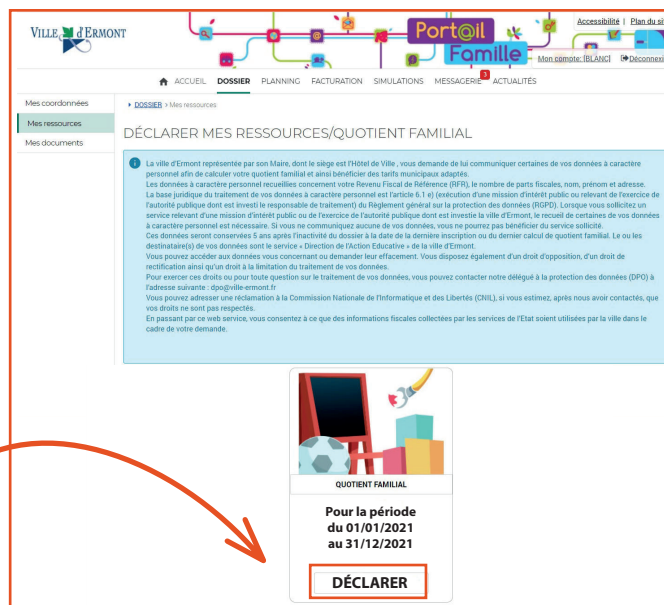 VILLE d'ERMONT
Port@il Famille
Accessibilité | Plan du si
Mon compte: [BLANC] Déconnexi
ACCUEIL DOSSIER PLANNING FACTURATION SIMULATIONS MESSAGERIE 3 ACTUALITÉS
Mes coordonnées
Mes ressources
Mes documents
DOSSIER > Mes ressources
DÉCLARER MES RESSOURCES/QUOTIENT FAMILIAL
La ville d'Ermont représentée par son Maire, dont le siège est l'Hôtel de Ville , vous demande de lui communiquer certaines de vos données à caractère
personnel afin de calculer votre quotient familial et ainsi bénéficier des tarifs municipaux adaptés.
Les données à caractère personnel recueillies concernent votre Revenu Fiscal de Référence (RFR), le nombre de parts fiscales, nom, prénom et adresse.
La base juridique du traitement de vos données à caractère personnel est l'article 6.1 e) (exécution d'une mission d'intérêt public ou relevant de l'exercice de
l'autorité publique dont est investi le responsable de traitement) du Règlement général sur la protection des données (RGPD). Lorsque vous sollicitez un
service relevant d'une mission d'intérêt public ou de l'exercice de l'autorité publique dont est investie la ville d'Ermont, le recueil de certaines de vos données
à caractère personnel est nécessaire. Si vous ne communiquez aucune de vos données, vous ne pourrez pas bénéficier du service sollicité.
Ces données seront conservées 5 ans après l'inactivité du dossier à la date de la dernière inscription ou du dernier calcul de quotient familial. Le ou les
destinataire(s) de vos données sont le service « Direction de l'Action Educative » de la ville d'Ermont.
Vous pouvez accéder aux données vous concernant ou demander leur effacement. Vous disposez également d'un droit d'opposition, d'un droit de
rectification ainsi qu'un droit à la limitation du traitement de vos données.
Pour exercer ces droits ou pour toute question sur le traitement de vos données, vous pouvez contacter notre délégué à la protection des données (DPO) à
l'adresse suivante : dpo@ville-ermont.fr
Vous pouvez adresser une réclamation à la Commission Nationale de l'Informatique et des Libertés (CNIL), si vous estimez, après nous avoir contactés, que
vos droits ne sont pas respectés.
En passant par ce web service, vous consentez à ce que des informations fiscales collectées par les services de l'Etat soient utilisées par la ville dans le
cadre de votre demande.
QUOTIENT FAMILIAL
Pour la période
du 01/01/2021
au 31/12/2021
DÉCLARER